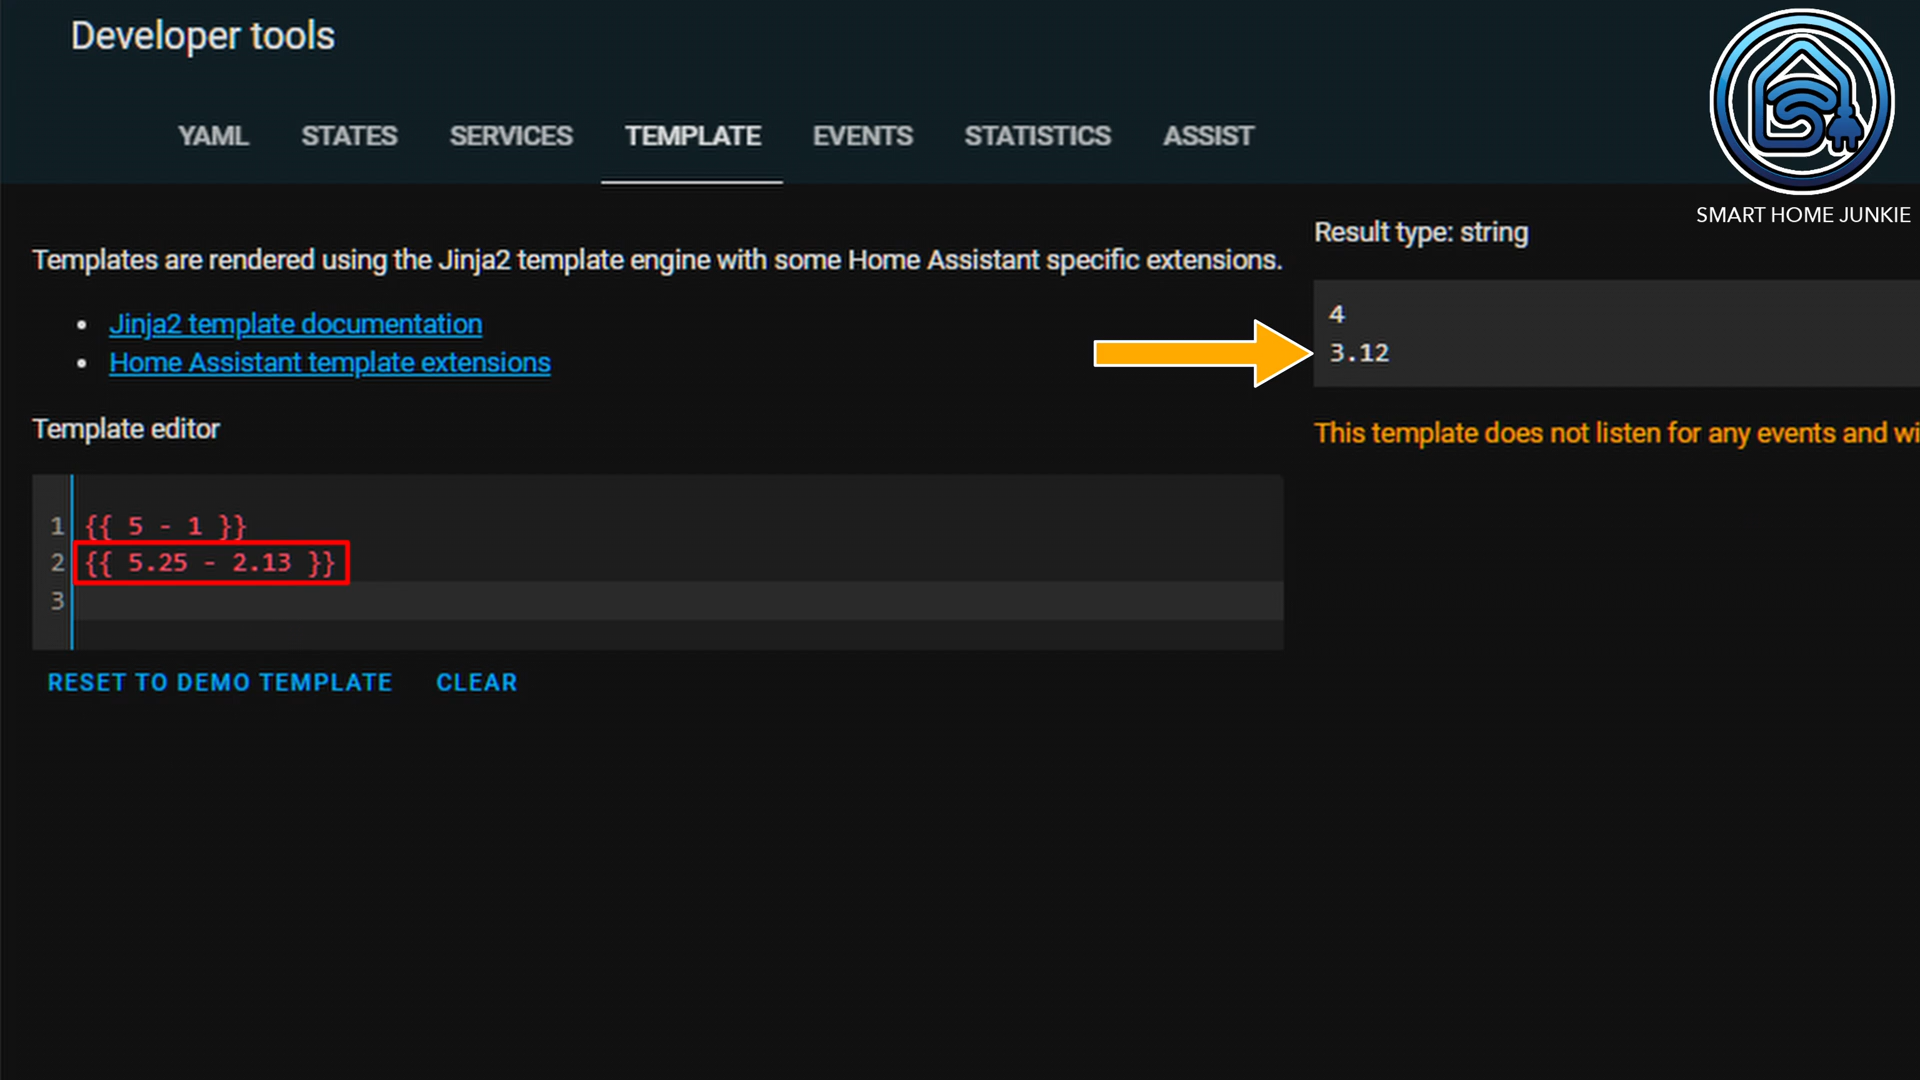 Developer tools
YAML STATES SERVICES TEMPLATE EVENTS STATISTICS ASSIST
SMART HOME JUNKIE
Templates are rendered using the Jinja2 template engine with some Home Assistant specific extensions.
Jinja2 template documentation
Home Assistant template extensions
Template editor
1 {{ 5 - 1 }}
2 {{ 5.25 - 2.13 }}
3
RESET TO DEMO TEMPLATE CLEAR
Result type: string
4
3.12
This template does not listen for any events and wi